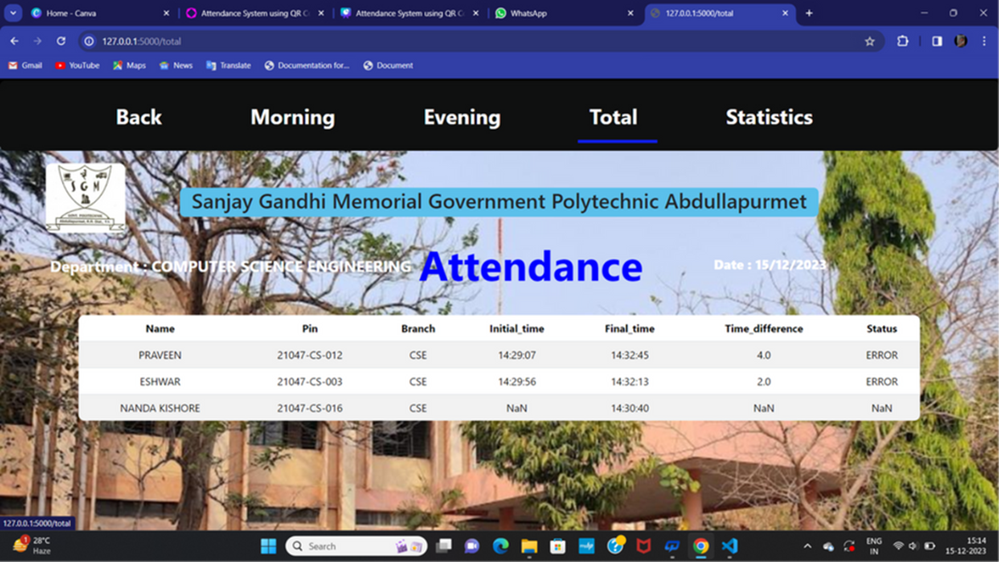 Home - Canva
Attendance System using QR C
Attendance System using QR C
WhatsApp
127.0.0.1:5000/total
127.0.0.1:5000/total
Gmail
YouTube
Maps
News
Translate
Documentation for...
Document
Back Morning Evening Total Statistics
S G M
Sanjay Gandhi Memorial Government Polytechnic Abdullapurmet
Department : COMPUTER SCIENCE ENGINEERING Attendance Date : 15/12/2023
Name Pin Branch Initial_time Final_time Time_difference Status
PRAVEEN 21047-CS-012 CSE 14:29:07 14:32:45 4.0 ERROR
ESHWAR 21047-CS-003 CSE 14:29:56 14:32:13 2.0 ERROR
NANDA KISHORE 21047-CS-016 CSE NaN 14:30:40 NaN NaN
127.0.0.1:5000/total
1
28°C
Haze
Search
ENG
IN
15:14
15-12-2023